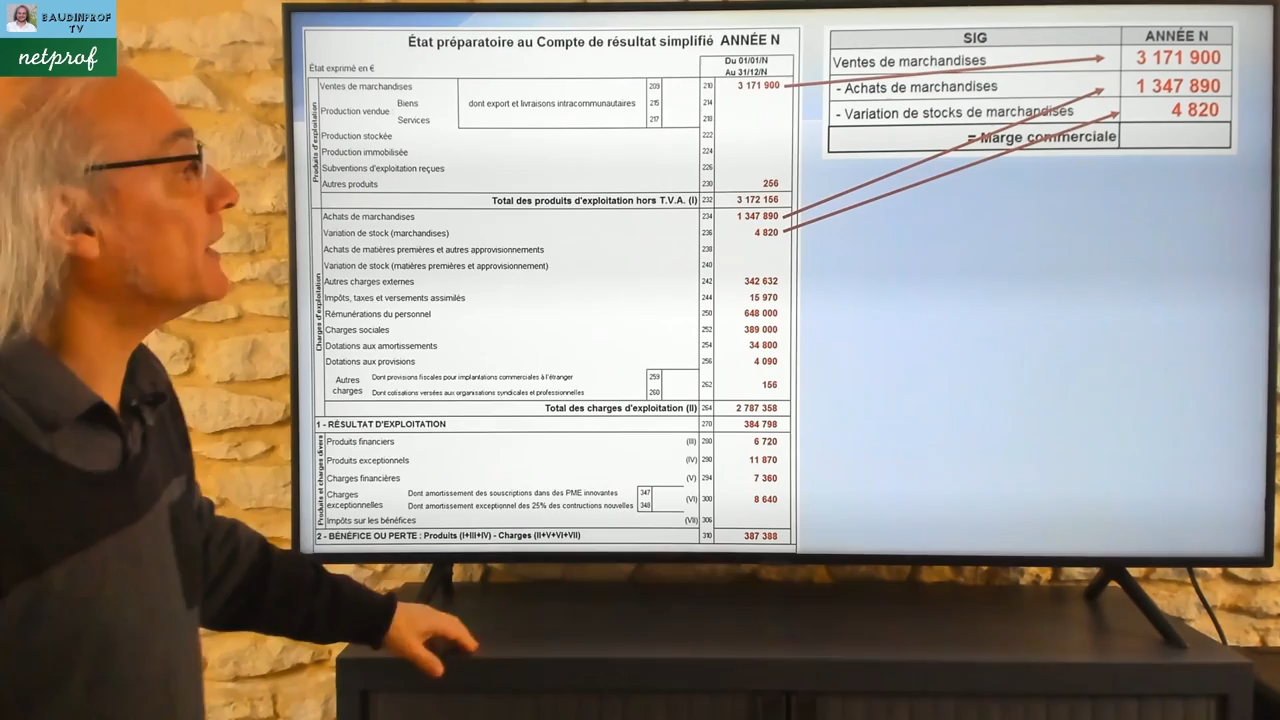 BAUDINPROF
TV
netprof
État préparatoire au Compte de résultat simplifié ANNÉE N
État exprimé en €
Du 01/01/N
Au 31/12/N
Produits d'exploitation
Ventes de marchandises 209 210 3 171 900
Production vendue Biens dont export et livraisons intracommunautaires 215 214
Services 217 218
Production stockée 222
Production immobilisée 224
Subventions d'exploitation reçues 226
Autres produits 230 256
Total des produits d'exploitation hors T.V.A. (I) 232 3 172 156
Charges d'exploitation
Achats de marchandises 234 1 347 890
Variation de stock (marchandises) 236 4 820
Achats de matières premières et autres approvisionnements 238
Variation de stock (matières premières et approvisionnement) 240
Autres charges externes 242 342 632
Impôts, taxes et versements assimilés 244 15 970
Rémunérations du personnel 250 648 000
Charges sociales 252 389 000
Dotations aux amortissements 254 34 800
Dotations aux provisions 256 4 090
Autres charges Dont provisions fiscales pour implantations commerciales à l'étranger 259 262 156
Dont cotisations versées aux organisations syndicales et professionnelles 260
Total des charges d'exploitation (II) 264 2 787 358
1 - RÉSULTAT D'EXPLOITATION 270 384 798
Produits et charges divers
Produits financiers (III) 280 6 720
Produits exceptionnels (IV) 290 11 870
Charges financières (V) 294 7 360
Charges exceptionnelles Dont amortissement des souscriptions dans des PME innovantes 347 (VI) 300 8 640
Dont amortissement exceptionnel des 25% des contructions nouvelles 348
Impôts sur les bénéfices (VII) 306
2 - BÉNÉFICE OU PERTE : Produits (I+III+IV) - Charges (II+V+VI+VII) 310 387 388
SIG ANNÉE N
Ventes de marchandises 3 171 900
- Achats de marchandises 1 347 890
- Variation de stocks de marchandises 4 820
= Marge commerciale